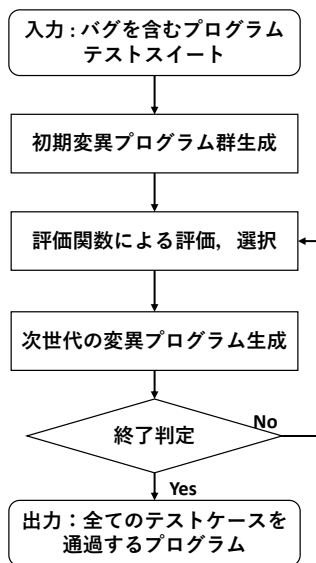 入力：バグを含むプログラム
テストスイート
初期変異プログラム群生成
評価関数による評価，選択
次世代の変異プログラム生成
終了判定
No
Yes
出力：全てのテストケースを
通過するプログラム